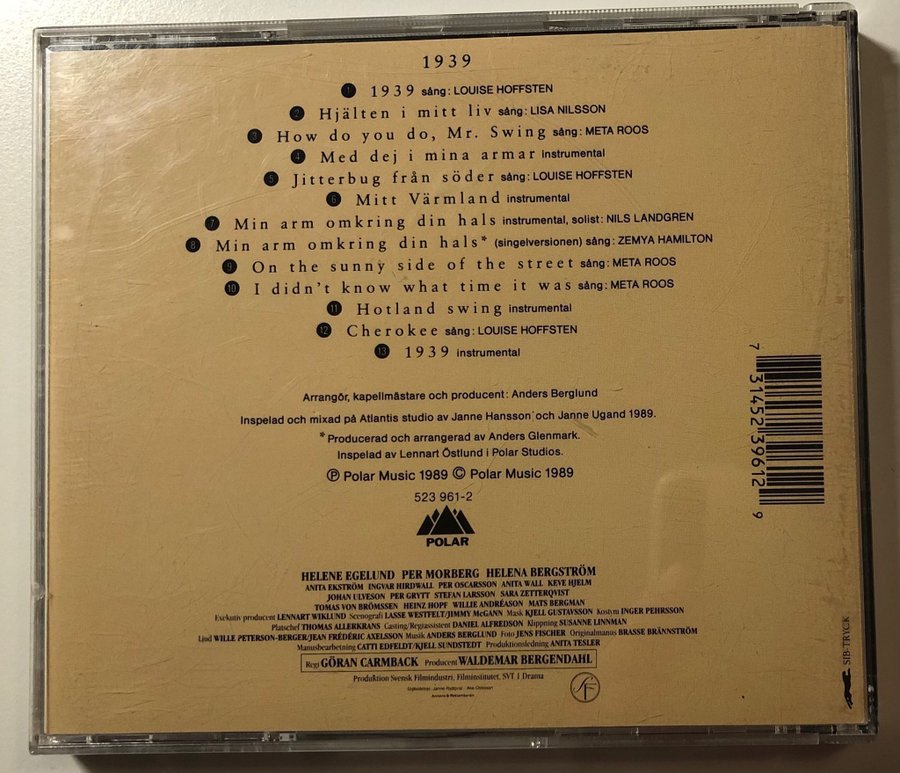 1939
1 1939 sång: LOUISE HOFFSTEN
2 Hjälten i mitt liv sång: LISA NILSSON
3 How do you do, Mr. Swing sång: META ROOS
4 Med dej i mina armar instrumental
5 Jitterbug från söder sång: LOUISE HOFFSTEN
6 Mitt Värmland instrumental
7 Min arm omkring din hals instrumental, solist: NILS LANDGREN
8 Min arm omkring din hals* (singelversionen) sång: ZEMYA HAMILTON
9 On the sunny side of the street sång: META ROOS
10 I didn't know what time it was sång: META ROOS
11 Hotland swing instrumental
12 Cherokee sång: LOUISE HOFFSTEN
13 1939 instrumental
Arrangör, kapellmästare och producent: Anders Berglund
Inspelad och mixad på Atlantis studio av Janne Hansson och Janne Ugand 1989.
*Producerad och arrangerad av Anders Glenmark.
Inspelad av Lennart Östlund i Polar Studios.
℗ Polar Music 1989 © Polar Music 1989
523 961-2
POLAR
HELENE EGELUND PER MORBERG HELENA BERGSTRÖM
ANITA EKSTRÖM INGVAR HIRDWALL PER OSCARSSON ANITA WALL KEVE HJELM
JOHAN ULVESON PER GRYTT STEFAN LARSSON SARA ZETTERQVIST
TOMAS VON BRÖMSSEN HEINZ HOPF WILLIE ANDRÉASON MATS BERGMAN
Exekutiv producent LENNART WIKLUND Scenografi LASSE WESTFELT/JIMMY McGANN Mask KJELL GUSTAVSSON Kostym INGER PEHRSSON
Platschef THOMAS ALLERKRANS Casting/Regiassistent DANIEL ALFREDSON Klippning SUSANNE LINNMAN
Ljud WILLE PETERSON-BERGER/JEAN FRÉDÉRIC AXELSSON Musik ANDERS BERGLUND Foto JENS FISCHER Originalmanus BRASSE BRÄNNSTRÖM
Manusbearbetning CATTI EDFELDT/KJELL SUNDSTEDT Produktionsledning ANITA TESLER
Regi GÖRAN CARMBACK Producent WALDEMAR BERGENDAHL
Produktion Svensk Filmindustri, Filminstitutet, SVT 1 Drama
SF
7 31452 39612 9
SIB-TRYCK